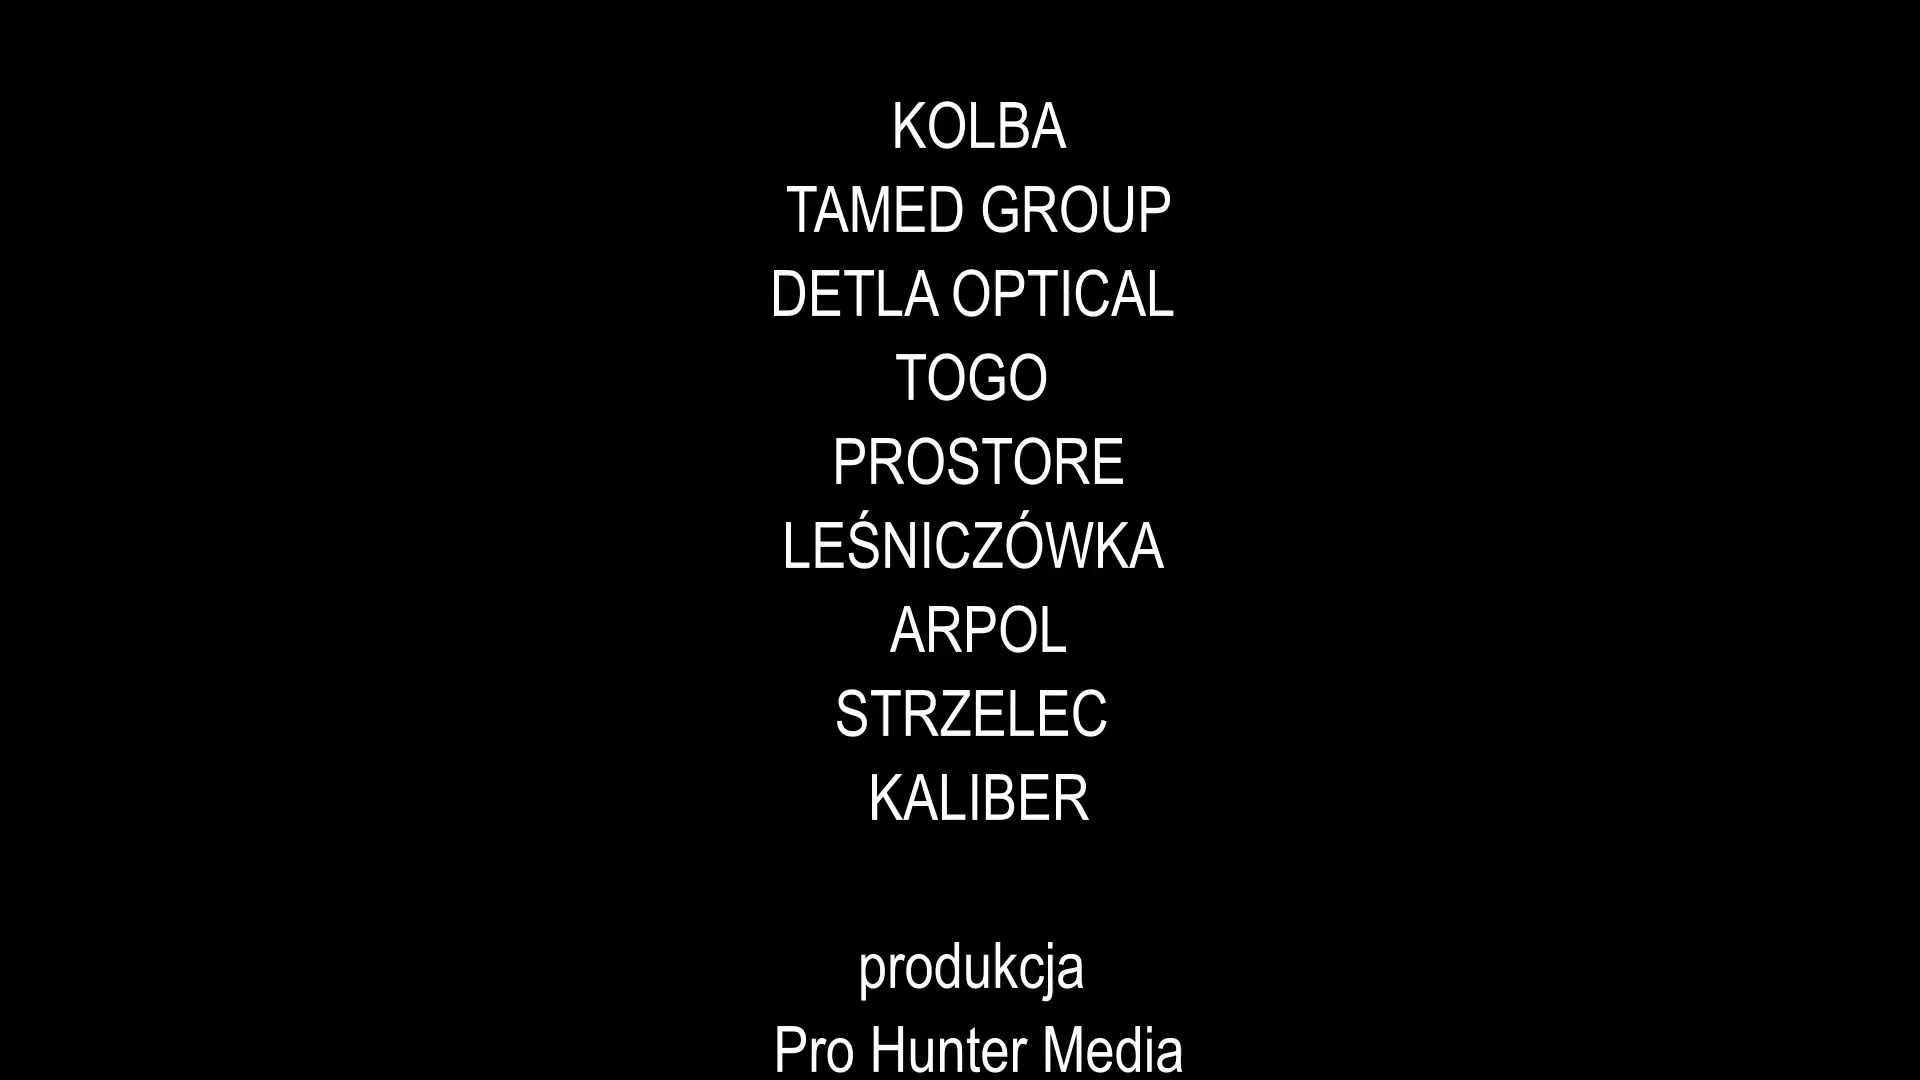 KOLBA
TAMED GROUP
DETLA OPTICAL
TOGO
PROSTORE
LEŚNICZÓWKA
ARPOL
STRZELEC
KALIBER
produkcja
Pro Hunter Media